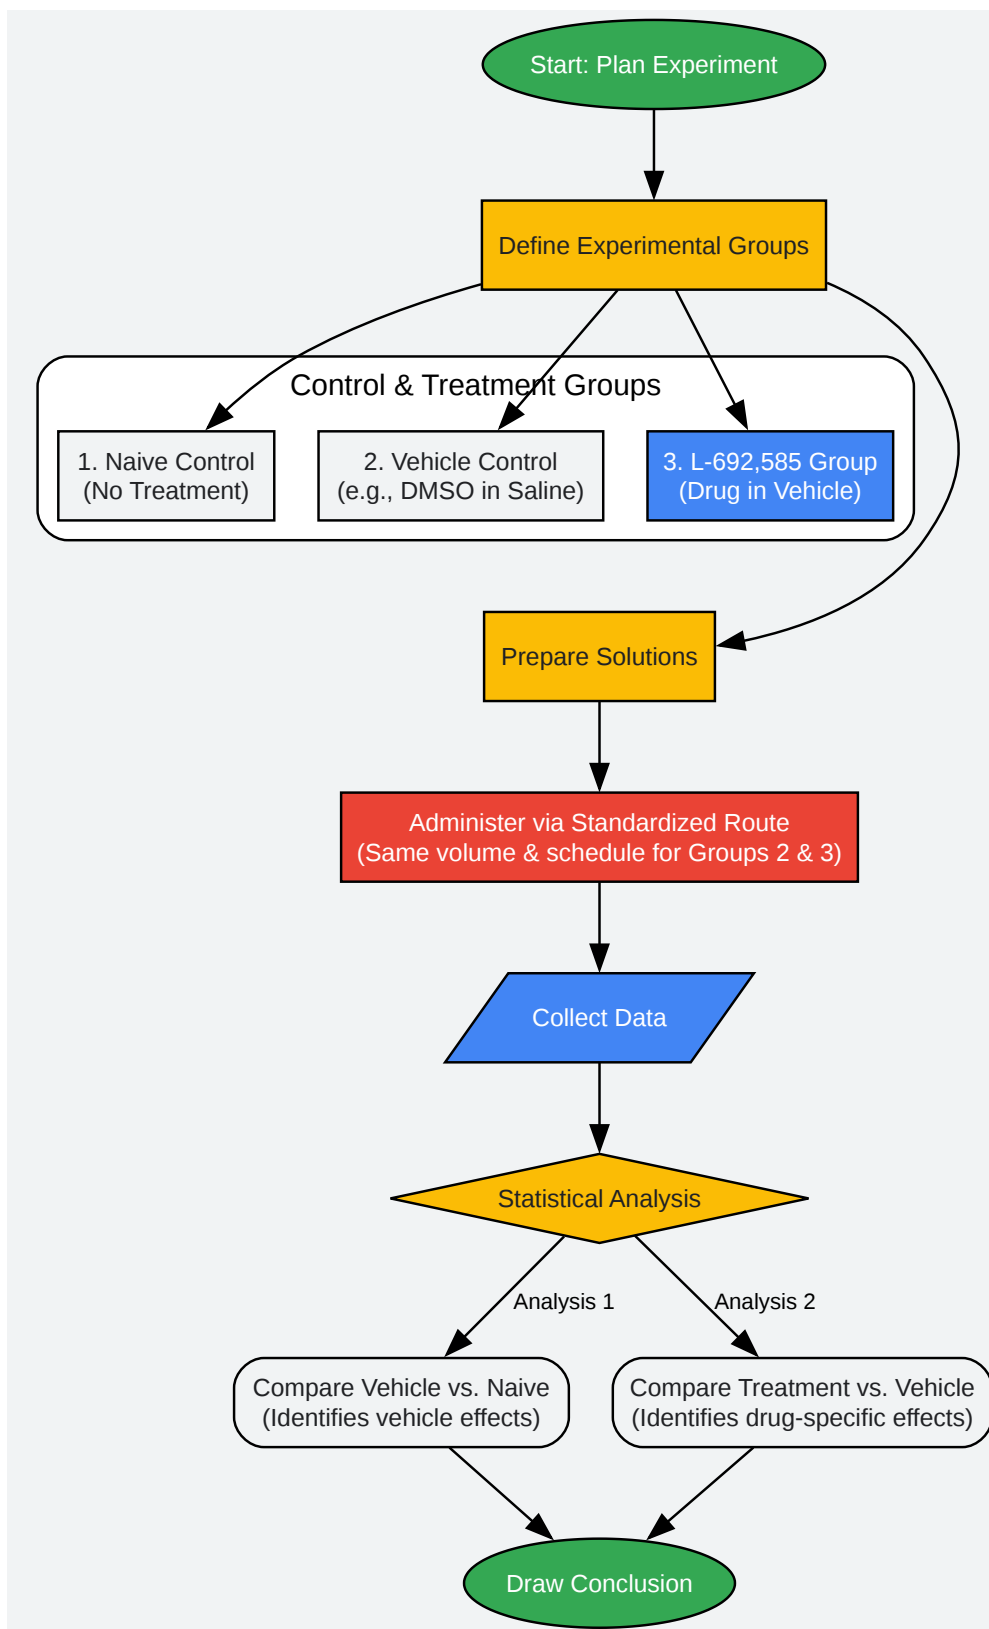 Start: Plan Experiment
Define Experimental Groups
Control & Treatment Groups
1. Naive Control
(No Treatment)
2. Vehicle Control
(e.g., DMSO in Saline)
3. L-692,585 Group
(Drug in Vehicle)
Prepare Solutions
Administer via Standardized Route
(Same volume & schedule for Groups 2 & 3)
Collect Data
Statistical Analysis
Analysis 1
Analysis 2
Compare Vehicle vs. Naive
(Identifies vehicle effects)
Compare Treatment vs. Vehicle
(Identifies drug-specific effects)
Draw Conclusion